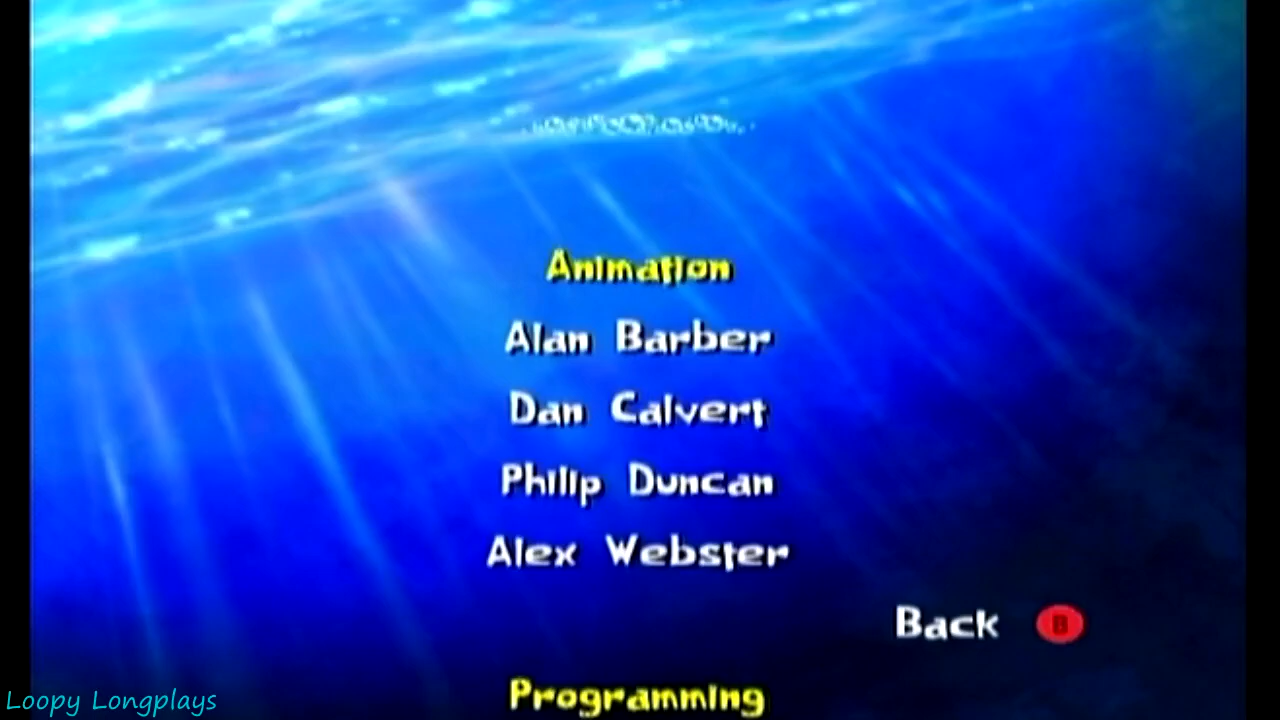 Animation
Alan Barber
Dan Calvert
Philip Duncan
Alex Webster
Back B
Programming
Loopy Longplays